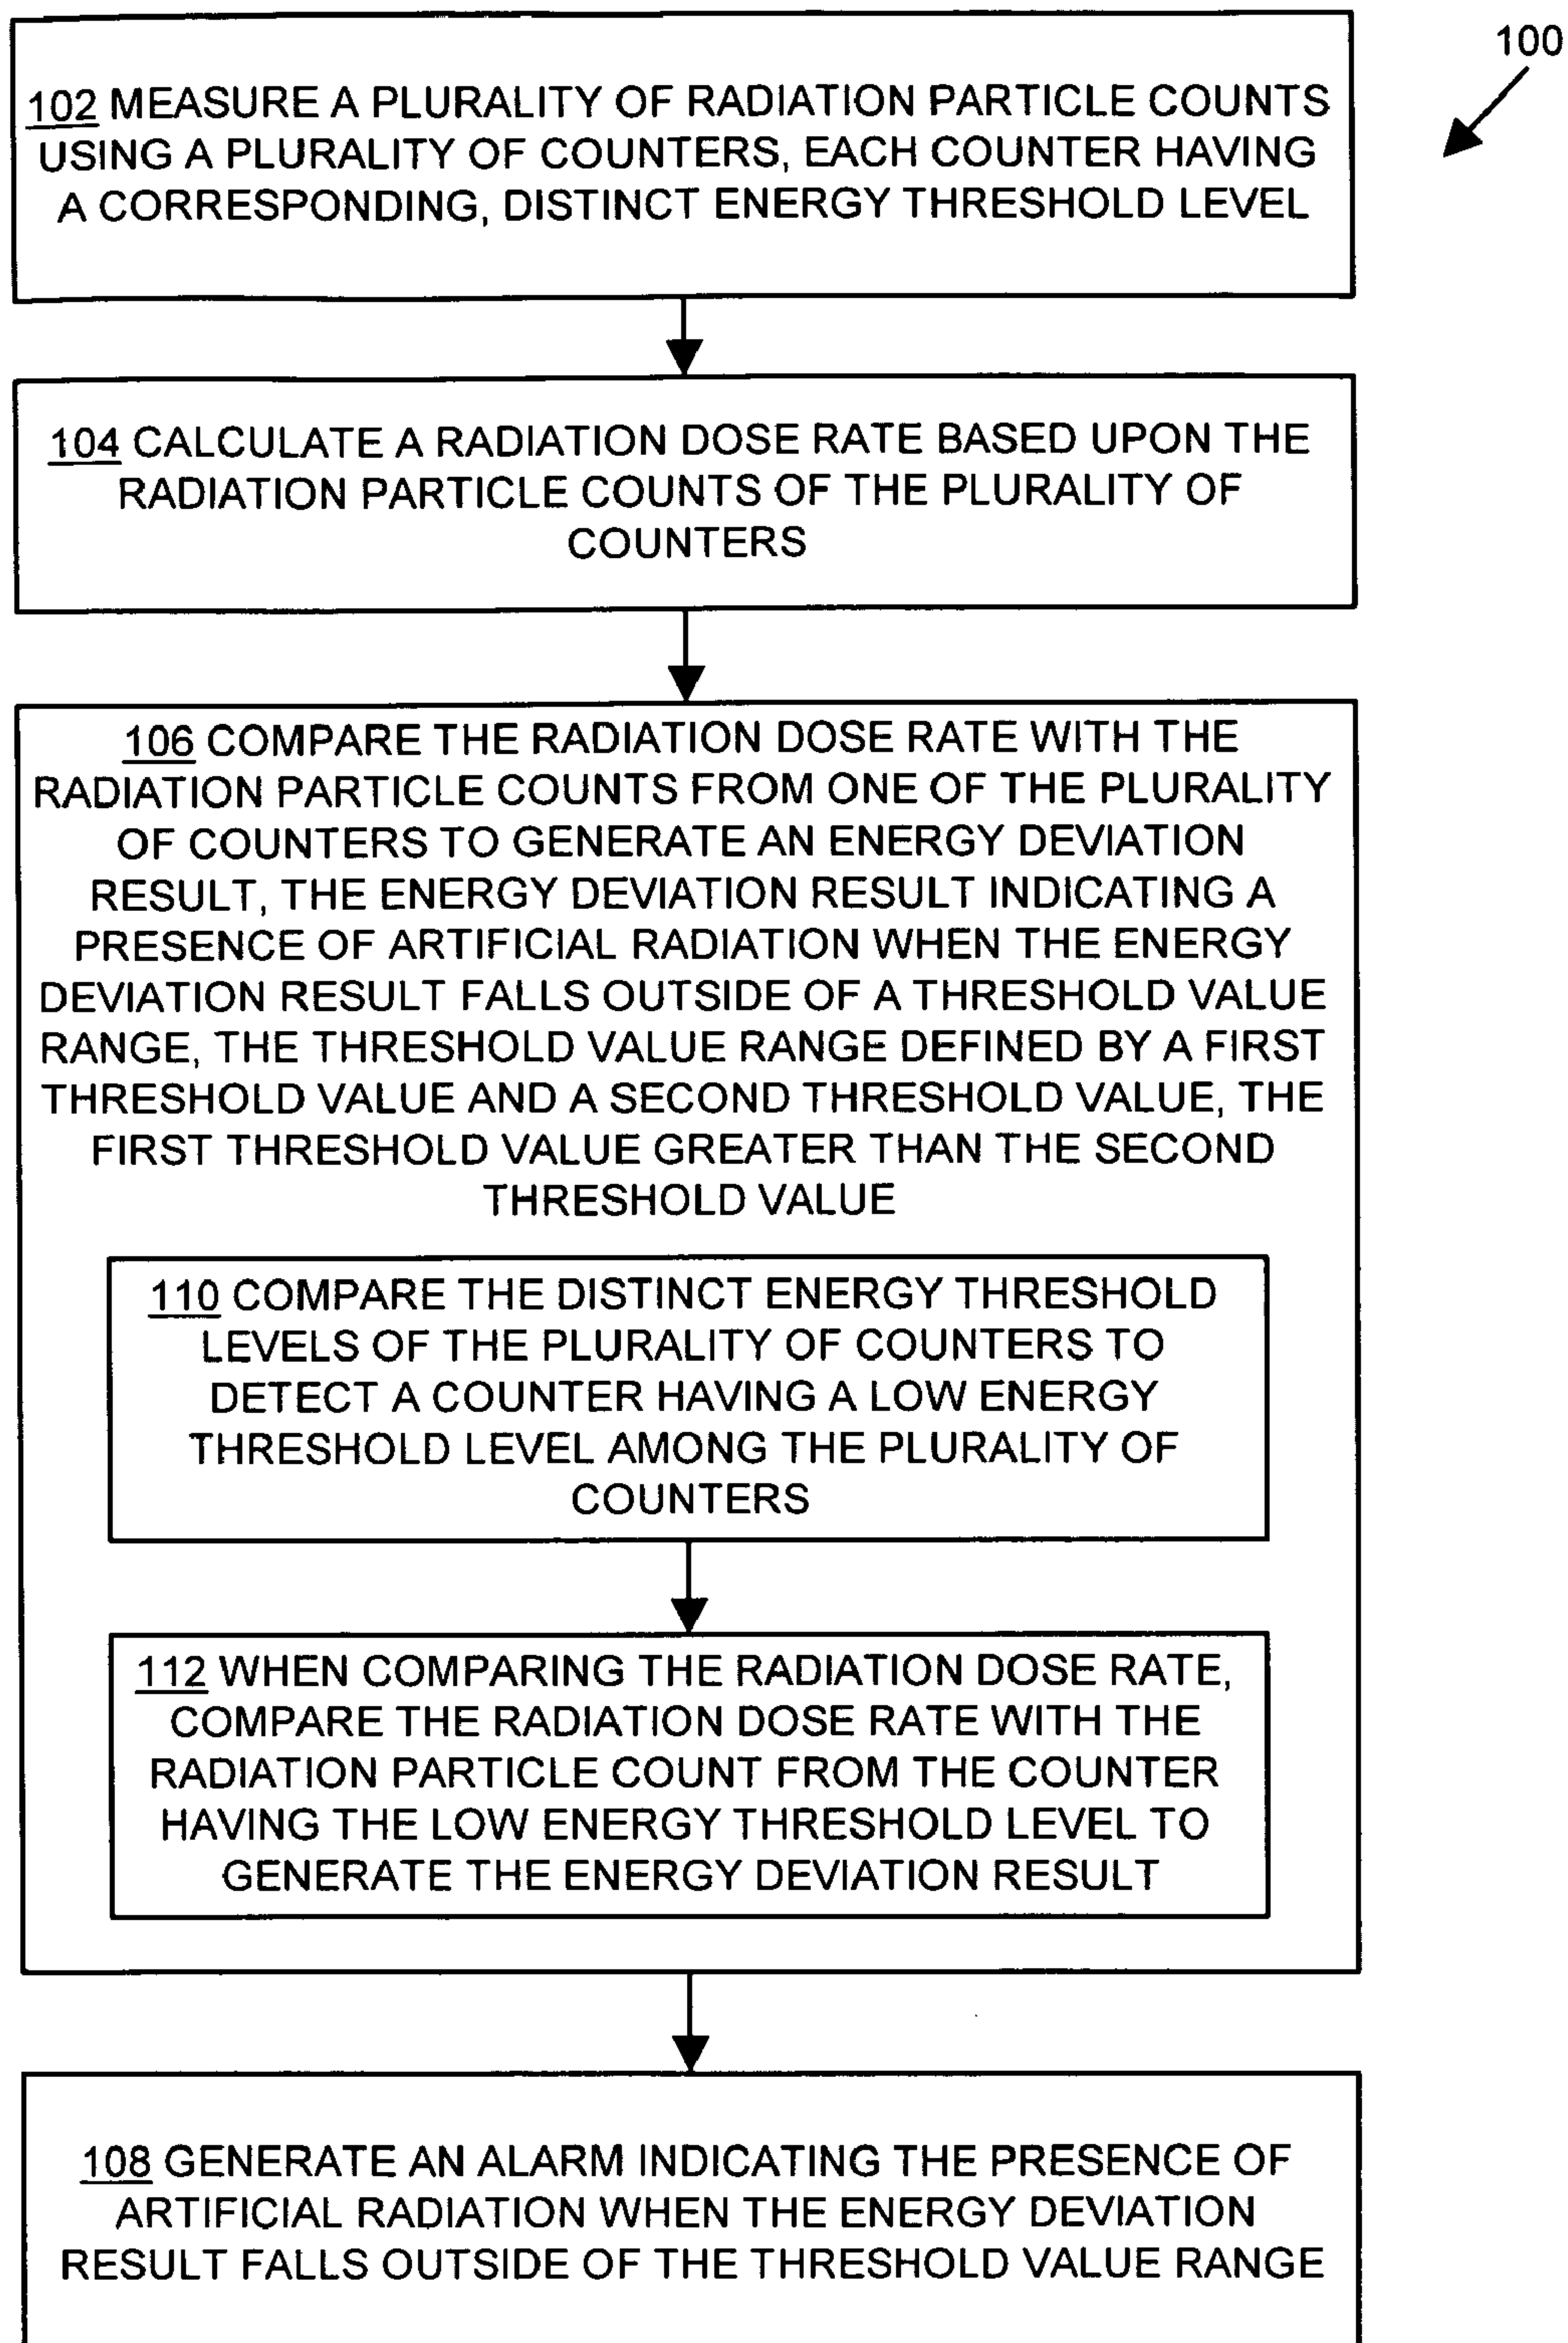 100
102 MEASURE A PLURALITY OF RADIATION PARTICLE COUNTS
USING A PLURALITY OF COUNTERS, EACH COUNTER HAVING
A CORRESPONDING, DISTINCT ENERGY THRESHOLD LEVEL
104 CALCULATE A RADIATION DOSE RATE BASED UPON THE
RADIATION PARTICLE COUNTS OF THE PLURALITY OF
COUNTERS
106 COMPARE THE RADIATION DOSE RATE WITH THE
RADIATION PARTICLE COUNTS FROM ONE OF THE PLURALITY
OF COUNTERS TO GENERATE AN ENERGY DEVIATION
RESULT, THE ENERGY DEVIATION RESULT INDICATING A
PRESENCE OF ARTIFICIAL RADIATION WHEN THE ENERGY
DEVIATION RESULT FALLS OUTSIDE OF A THRESHOLD VALUE
RANGE, THE THRESHOLD VALUE RANGE DEFINED BY A FIRST
THRESHOLD VALUE AND A SECOND THRESHOLD VALUE, THE
FIRST THRESHOLD VALUE GREATER THAN THE SECOND
THRESHOLD VALUE
110 COMPARE THE DISTINCT ENERGY THRESHOLD
LEVELS OF THE PLURALITY OF COUNTERS TO
DETECT A COUNTER HAVING A LOW ENERGY
THRESHOLD LEVEL AMONG THE PLURALITY OF
COUNTERS
112 WHEN COMPARING THE RADIATION DOSE RATE,
COMPARE THE RADIATION DOSE RATE WITH THE
RADIATION PARTICLE COUNT FROM THE COUNTER
HAVING THE LOW ENERGY THRESHOLD LEVEL TO
GENERATE THE ENERGY DEVIATION RESULT
108 GENERATE AN ALARM INDICATING THE PRESENCE OF
ARTIFICIAL RADIATION WHEN THE ENERGY DEVIATION
RESULT FALLS OUTSIDE OF THE THRESHOLD VALUE RANGE